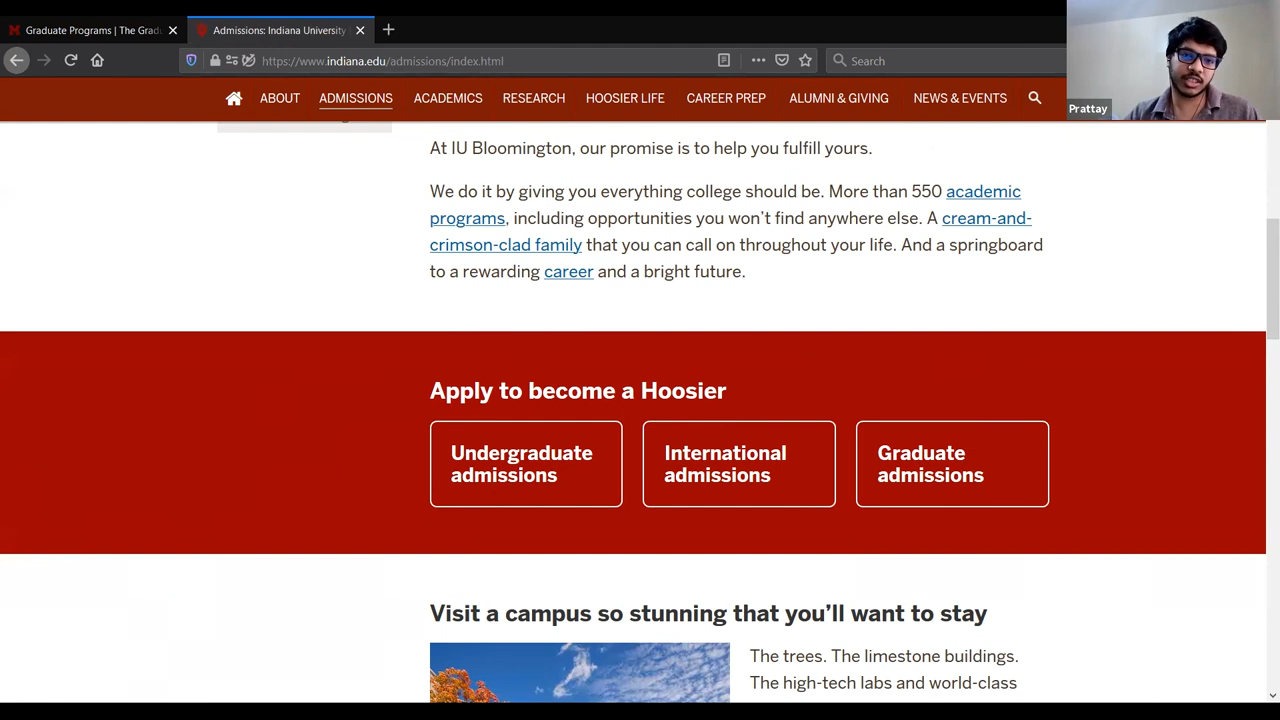 Graduate Programs | The Grad
Admissions: Indiana University
https://www.indiana.edu/admissions/index.html
Search
Prattay
ABOUT
ADMISSIONS
ACADEMICS
RESEARCH
HOOSIER LIFE
CAREER PREP
ALUMNI & GIVING
NEWS & EVENTS
At IU Bloomington, our promise is to help you fulfill yours.
We do it by giving you everything college should be. More than 550 academic
programs, including opportunities you won’t find anywhere else. A cream-and-
crimson-clad family that you can call on throughout your life. And a springboard
to a rewarding career and a bright future.
Apply to become a Hoosier
Undergraduate
admissions
International
admissions
Graduate
admissions
Visit a campus so stunning that you’ll want to stay
The trees. The limestone buildings.
The high-tech labs and world-class